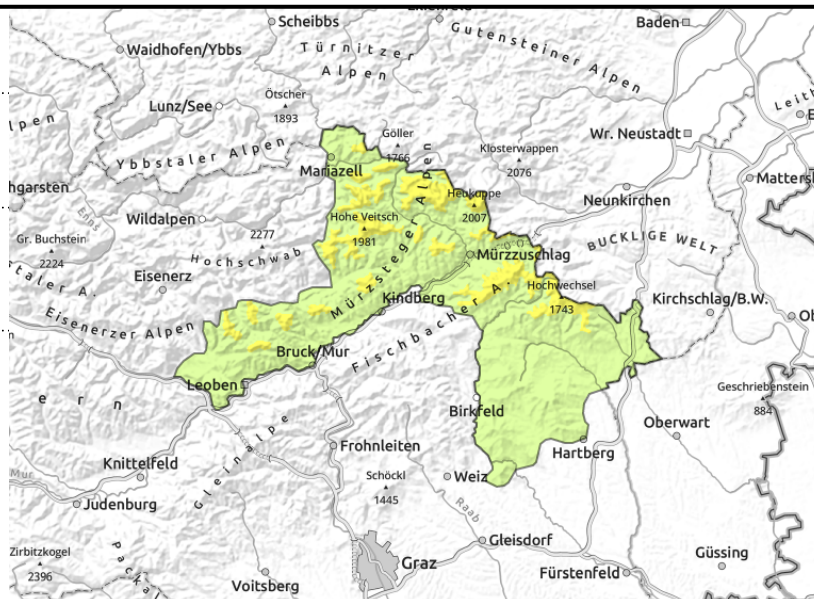 Scheibbs
Baden
Waidhofen/Ybbs
Türnitzer
Alpen
Gutensteiner Alpen
Ötscher
1893
Lunz/See
Göller
1766
Klosterwappen
2076
Wr. Neustadt
Ybbstaler Alpen
Mariazell
Neunkirchen
Heukuppe
2007
Wildalpen
Enns
Hohe Veitsch
1981
Gr. Buchstein
2224
2277
Hochschwab
Mürzsteger Alpen
Mürzzuschlag
BUCKLIGE WELT
Eisenerz
Hochwechsel
1743
Kirchschlag/B.W.
Kindberg
Eisenerzer Alpen
Fischbacher A.
Bruck/Mur
Leoben
Geschriebenstein
884
Birkfeld
Oberwart
Frohnleiten
Hartberg
Gleinalpe
Knittelfeld
Mur
Schöckl
1445
Weiz
Judenburg
Raab
Gleisdorf
Zirbitzkogel
2396
Graz
Güssing
Fürstenfeld
Voitsberg